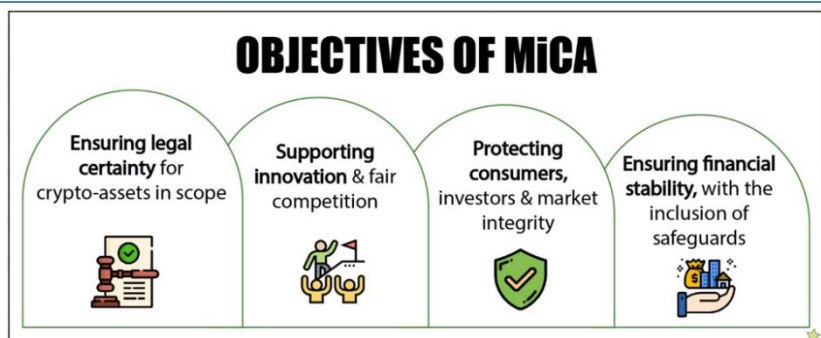 OBJECTIVES OF MiCA
Ensuring legal
certainty for
crypto-assets in scope
Supporting
innovation & fair
competition
Protecting
consumers,
investors & market
integrity
Ensuring financial
stability, with the
inclusion of
safeguards
$